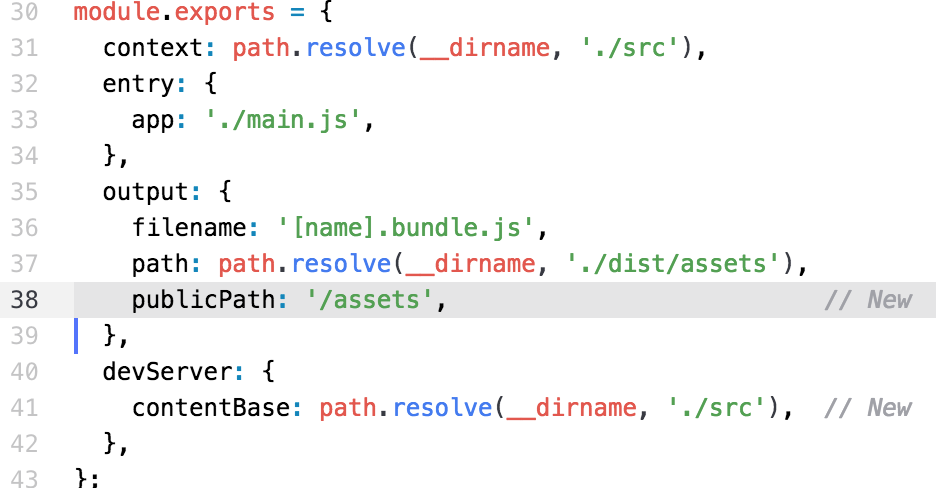 30 module.exports = {
31   context: path.resolve(__dirname, './src'),
32   entry: {
33     app: './main.js',
34   },
35   output: {
36     filename: '[name].bundle.js',
37     path: path.resolve(__dirname, './dist/assets'),
38     publicPath: '/assets',                          // New
39   },
40   devServer: {
41     contentBase: path.resolve(__dirname, './src'),  // New
42   },
43 };